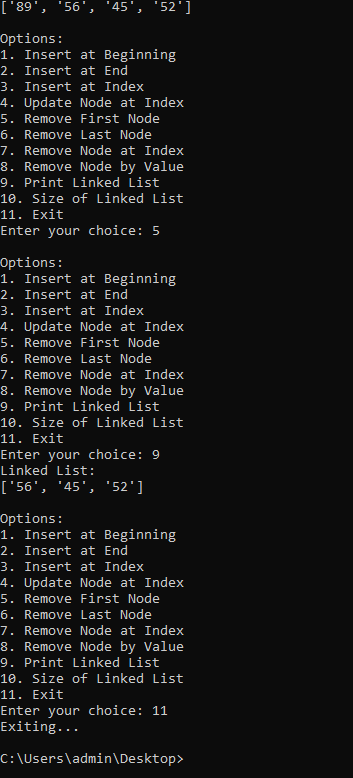 ['89', '56', '45', '52']
Options:
1. Insert at Beginning
2. Insert at End
3. Insert at Index
4. Update Node at Index
5. Remove First Node
6. Remove Last Node
7. Remove Node at Index
8. Remove Node by Value
9. Print Linked List
10. Size of Linked List
11. Exit
Enter your choice: 5
Options:
1. Insert at Beginning
2. Insert at End
3. Insert at Index
4. Update Node at Index
5. Remove First Node
6. Remove Last Node
7. Remove Node at Index
8. Remove Node by Value
9. Print Linked List
10. Size of Linked List
11. Exit
Enter your choice: 9
Linked List:
['56', '45', '52']
Options:
1. Insert at Beginning
2. Insert at End
3. Insert at Index
4. Update Node at Index
5. Remove First Node
6. Remove Last Node
7. Remove Node at Index
8. Remove Node by Value
9. Print Linked List
10. Size of Linked List
11. Exit
Enter your choice: 11
Exiting...
C:\Users\admin\Desktop>